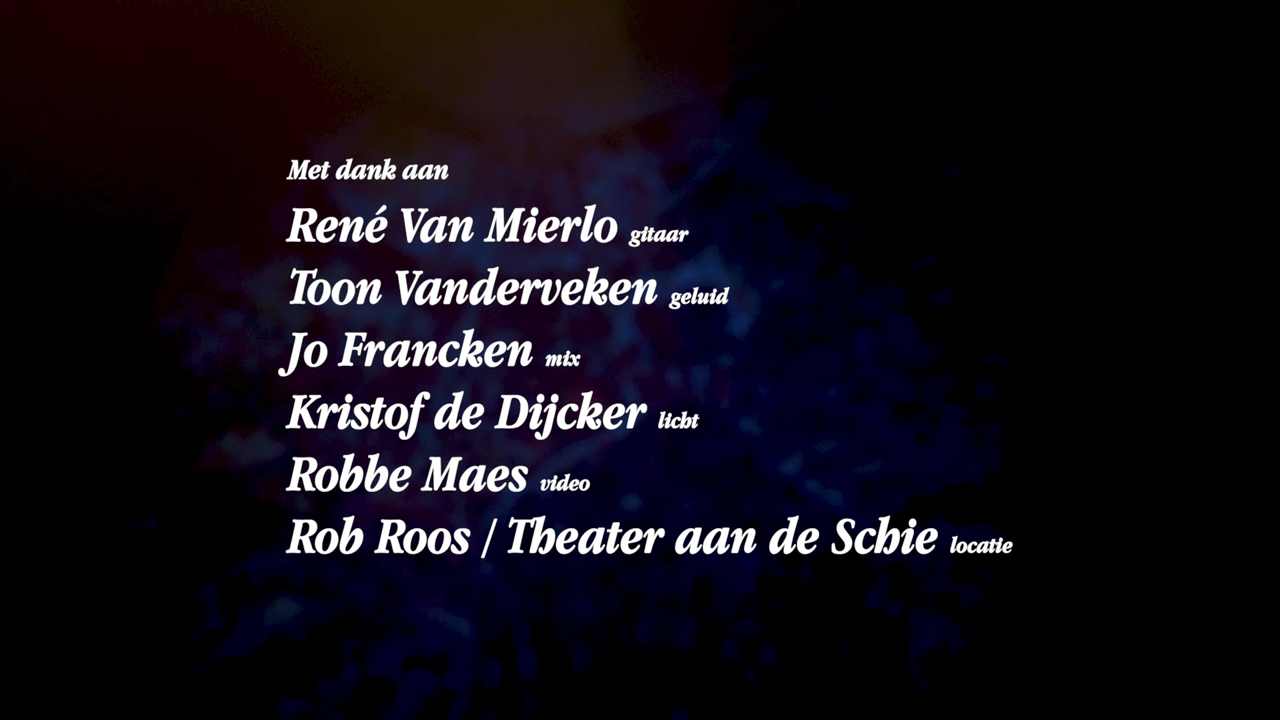 Met dank aan
René Van Mierlo gitaar
Toon Vanderveken geluid
Jo Francken mix
Kristof de Dijcker licht
Robbe Maes video
Rob Roos / Theater aan de Schie locatie